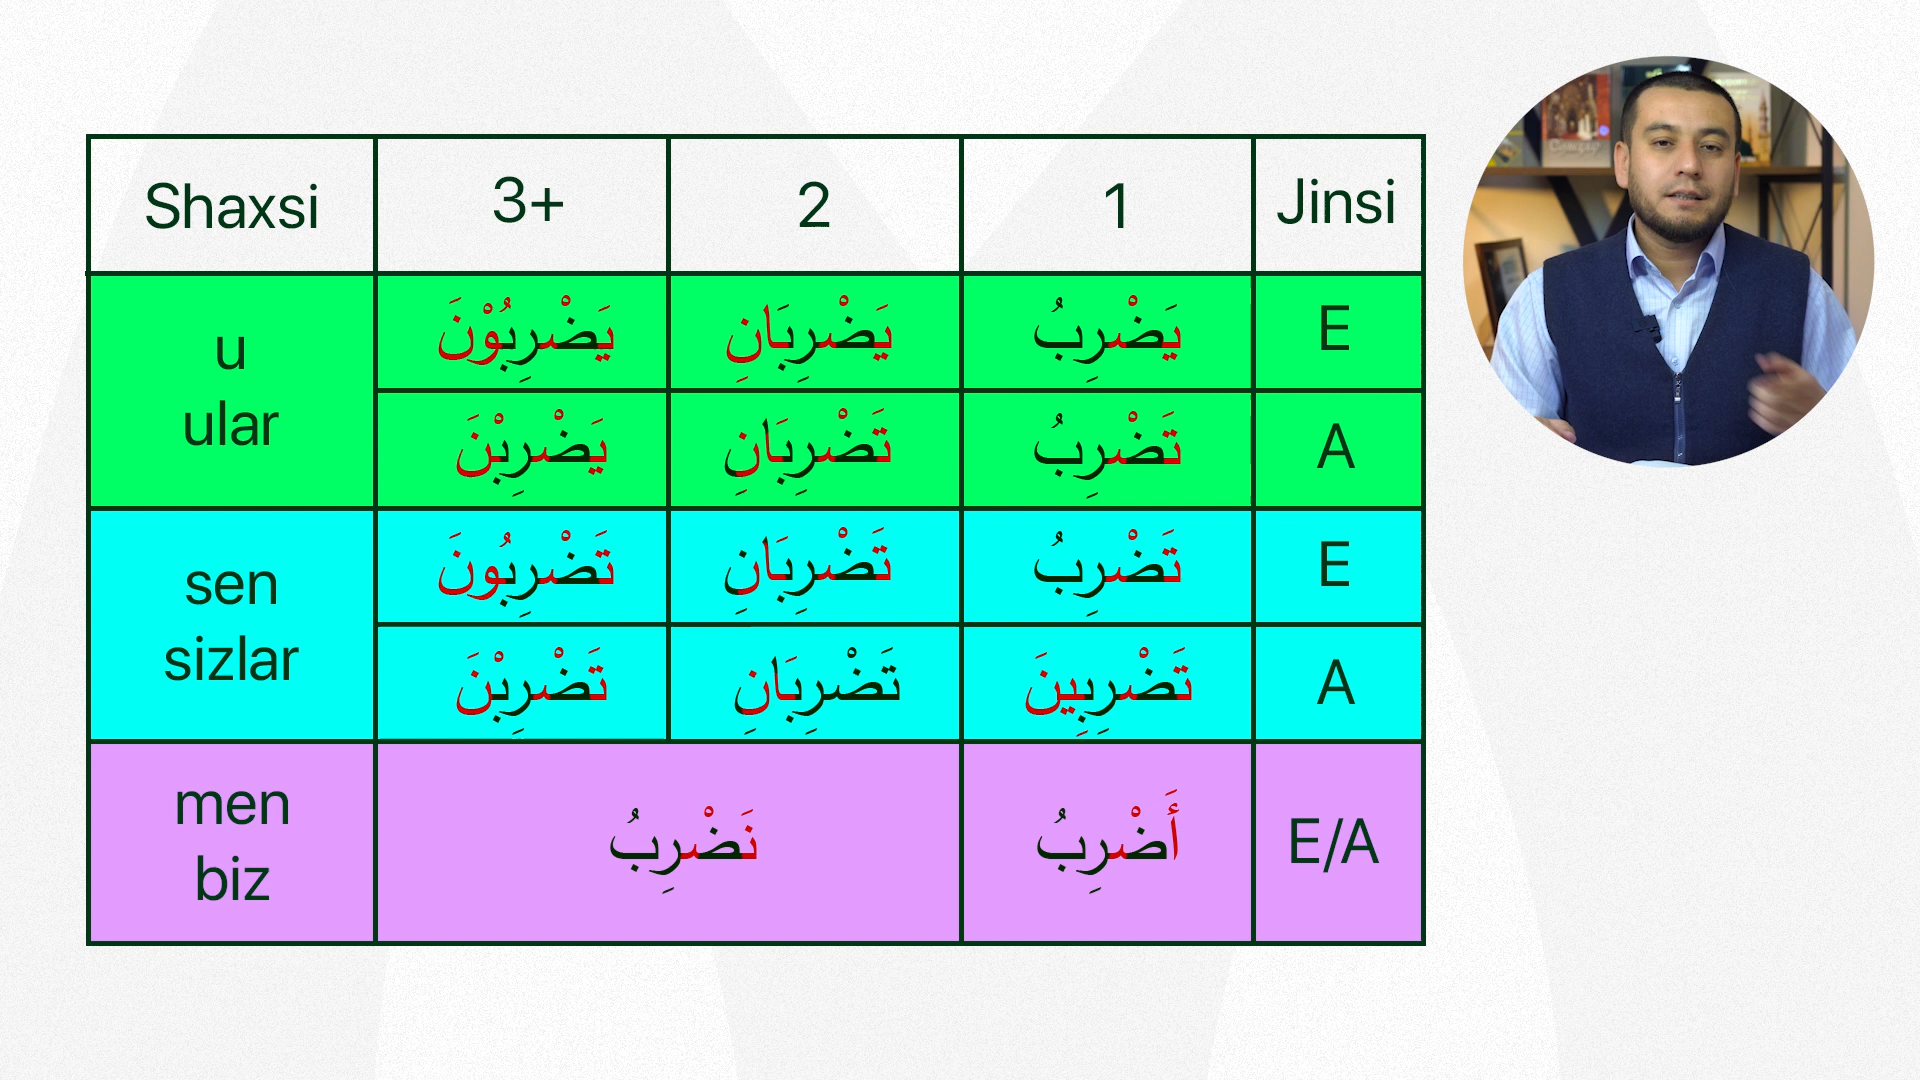 Shaxsi 3+ 2 1 Jinsi
u
ular
يَضْرِبُوْنَ يَضْرِبَانِ يَضْرِبُ E
يَضْرِبْنَ تَضْرِبَانِ تَضْرِبُ A
sen
sizlar
تَضْرِبُونَ تَضْرِبَانِ تَضْرِبُ E
تَضْرِبْنَ تَضْرِبَانِ تَضْرِبِينَ A
men
biz
نَضْرِبُ أَضْرِبُ E/A